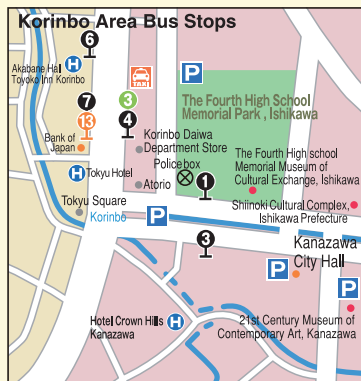 Korinbo Area Bus Stops
6
Akabane Hall
Toyoko Inn Korinbo
H
TAXI
P
7
13
3
4
The Fourth High School
Memorial Park , Ishikawa
Bank of
Japan
Korinbo Daiwa
Department Store
Police box
The Fourth High school
Memorial Museum of
Cultural Exchange, Ishikawa
H
Tokyu Hotel
Atorio
1
Tokyu Square
Korinbo
P
Shiinoki Cultural Complex,
Ishikawa Prefecture
3
Kanazawa
City Hall
P
P
Hotel Crown Hills
Kanazawa
H
21st Century Museum of
Contemporary Art, Kanazawa